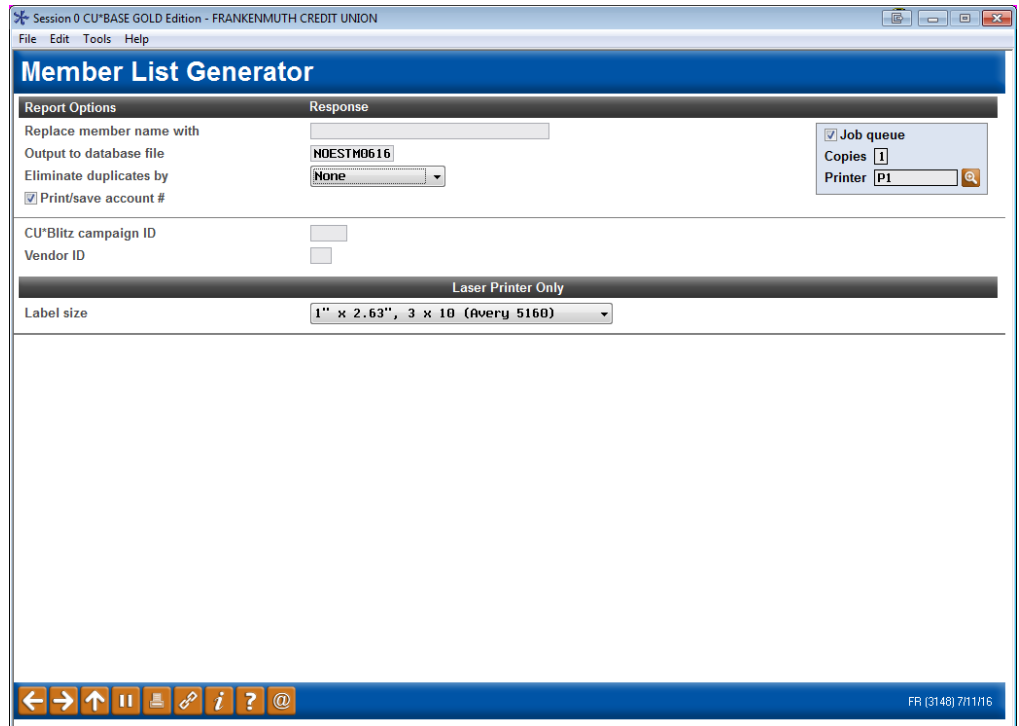 Session 0 CU*BASE GOLD Edition - FRANKENMUTH CREDIT UNION
File Edit Tools Help
Member List Generator
Report Options Response
Replace member name with
Job queue
Output to database file NOESTM0616
Copies 1
Eliminate duplicates by None
Printer P1
Print/save account #
CU*Blitz campaign ID
Vendor ID
Laser Printer Only
Label size 1" x 2.63", 3 x 10 (Avery 5160)
i ? @
FR (3148) 7/11/16